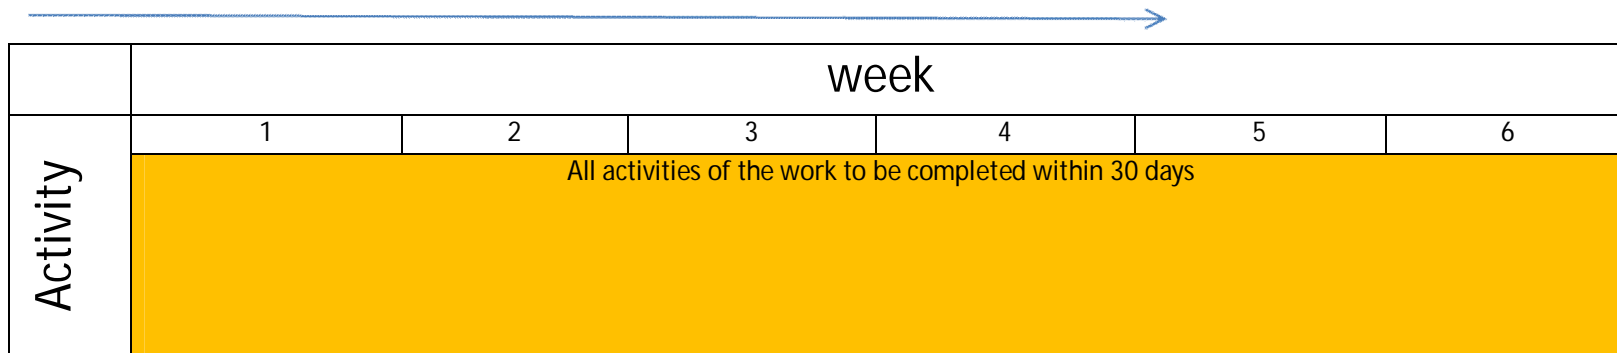 week
1 2 3 4 5 6
Activity
All activities of the work to be completed within 30 days